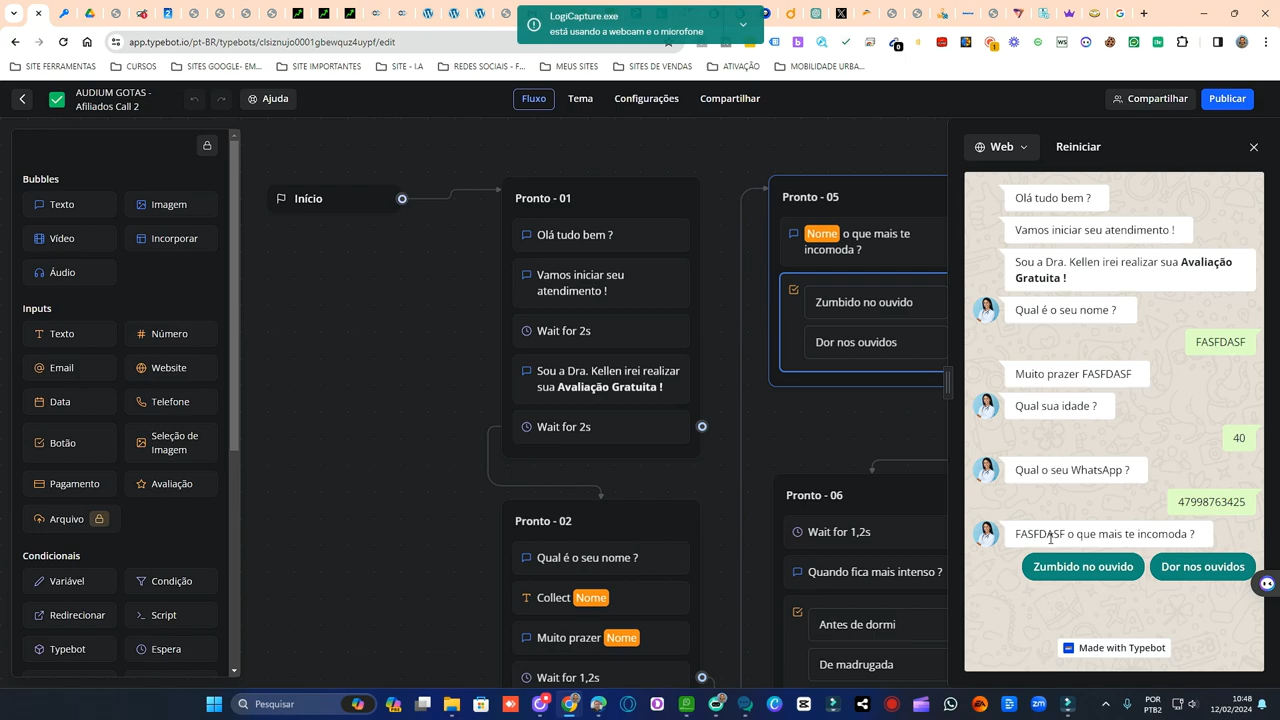 LogiCapture.exe
está usando a webcam e o microfone
app.typebot.io/pt-BR/typebots/clsiznujo0001gbewquz4wypf/edit
SITE FERRAMENTAS
CURSOS
SITES GOOGLE- EM...
SITE IMPORTANTES
SITE - I.A
REDES SOCIAIS - F...
MEUS SITES
SITES DE VENDAS
ATIVAÇÃO
MOBILIDADE URBA...
AUDIUM GOTAS -
Afiliados Call 2
Ajuda
Fluxo
Tema
Configurações
Compartilhar
Compartilhar
Publicar
Bubbles
Texto
Imagem
Vídeo
Incorporar
Áudio
Inputs
Texto
Número
Email
Website
Data
Telefone
Botão
Seleção de
Imagem
Pagamento
Avaliação
Arquivo
Condicionais
Variável
Condição
Redirecionar
Script
Typebot
Espera
Início
Pronto - 01
Olá tudo bem ?
Vamos iniciar seu
atendimento !
Wait for 2s
Sou a Dra. Kellen irei realizar
sua Avaliação Gratuita !
Wait for 2s
Pronto - 02
Qual é o seu nome ?
Collect Nome
Muito prazer Nome
Wait for 1,2s
Pronto - 05
Nome o que mais te
incomoda ?
Zumbido no ouvido
Dor nos ouvidos
Pronto - 06
Wait for 1,2s
Quando fica mais intenso ?
Antes de dormi
De madrugada
Web
Reiniciar
Olá tudo bem ?
Vamos iniciar seu atendimento !
Sou a Dra. Kellen irei realizar sua Avaliação
Gratuita !
Qual é o seu nome ?
FASFDASF
Muito prazer FASFDASF
Qual sua idade ?
40
Qual o seu WhatsApp ?
47998763425
FASFDASF o que mais te incomoda ?
Zumbido no ouvido
Dor nos ouvidos
Made with Typebot
Pesquisar
POR
PTB2
10:48
12/02/2024